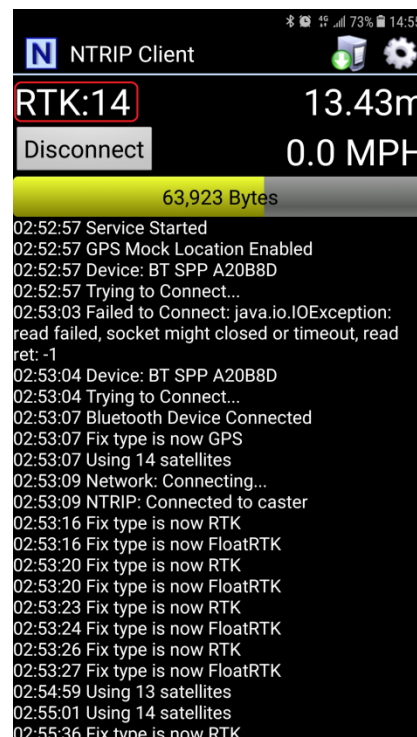 73% 14:55
N NTRIP Client
RTK:14 13.43m
Disconnect 0.0 MPH
63,923 Bytes
02:52:57 Service Started
02:52:57 GPS Mock Location Enabled
02:52:57 Device: BT SPP A20B8D
02:52:57 Trying to Connect...
02:53:03 Failed to Connect: java.io.IOException:
read failed, socket might closed or timeout, read
ret: -1
02:53:04 Device: BT SPP A20B8D
02:53:04 Trying to Connect...
02:53:07 Bluetooth Device Connected
02:53:07 Fix type is now GPS
02:53:07 Using 14 satellites
02:53:09 Network: Connecting...
02:53:09 NTRIP: Connected to caster
02:53:16 Fix type is now RTK
02:53:16 Fix type is now FloatRTK
02:53:20 Fix type is now RTK
02:53:20 Fix type is now FloatRTK
02:53:23 Fix type is now RTK
02:53:24 Fix type is now FloatRTK
02:53:26 Fix type is now RTK
02:53:27 Fix type is now FloatRTK
02:54:59 Using 13 satellites
02:55:01 Using 14 satellites
02:55:36 Fix type is now RTK